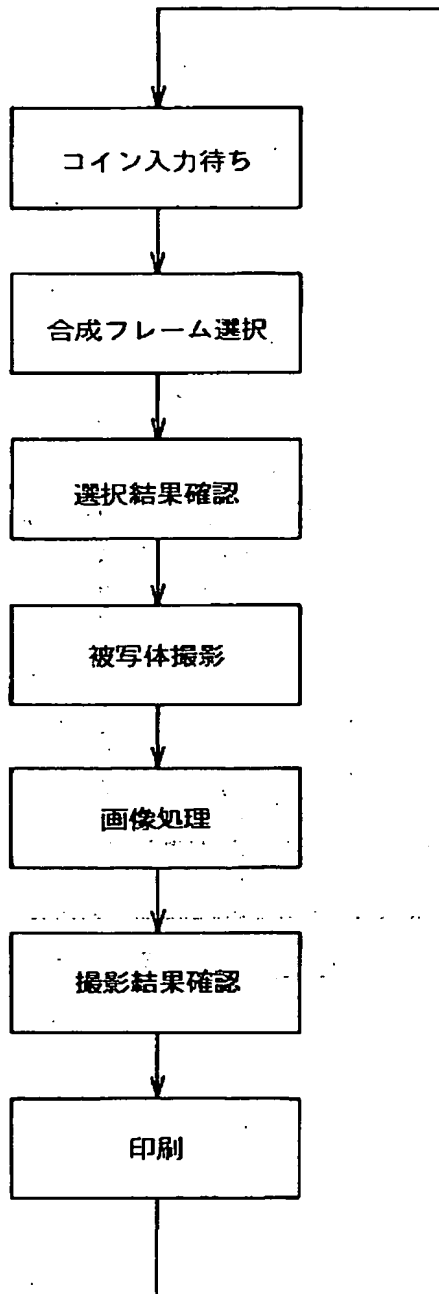 コイン入力待ち
合成フレーム選択
選択結果確認
被写体撮影
画像処理
撮影結果確認
印刷